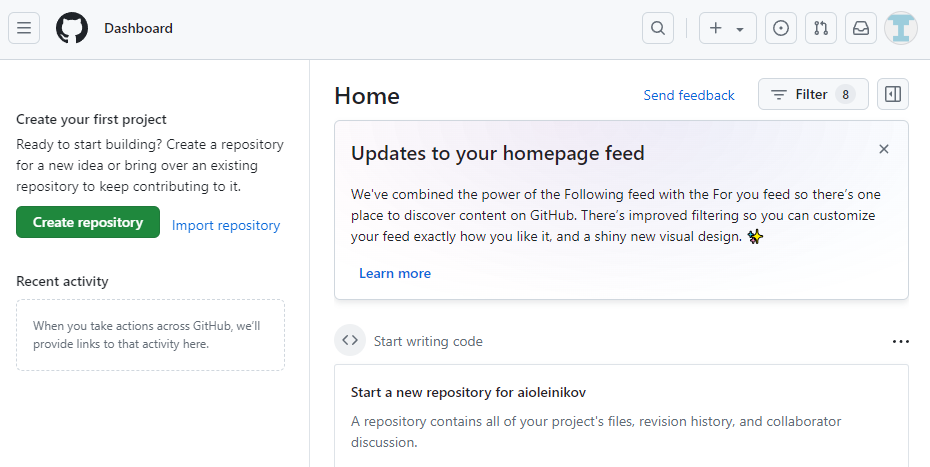 Dashboard
Create your first project
Ready to start building? Create a repository
for a new idea or bring over an existing
repository to keep contributing to it.
Create repository
Import repository
Recent activity
When you take actions across GitHub, we'll
provide links to that activity here.
Home
Send feedback
Filter 8
Updates to your homepage feed
We've combined the power of the Following feed with the For you feed so there's one
place to discover content on GitHub. There's improved filtering so you can customize
your feed exactly how you like it, and a shiny new visual design. ✨
Learn more
Start writing code
Start a new repository for aioleinikov
A repository contains all of your project's files, revision history, and collaborator
discussion.